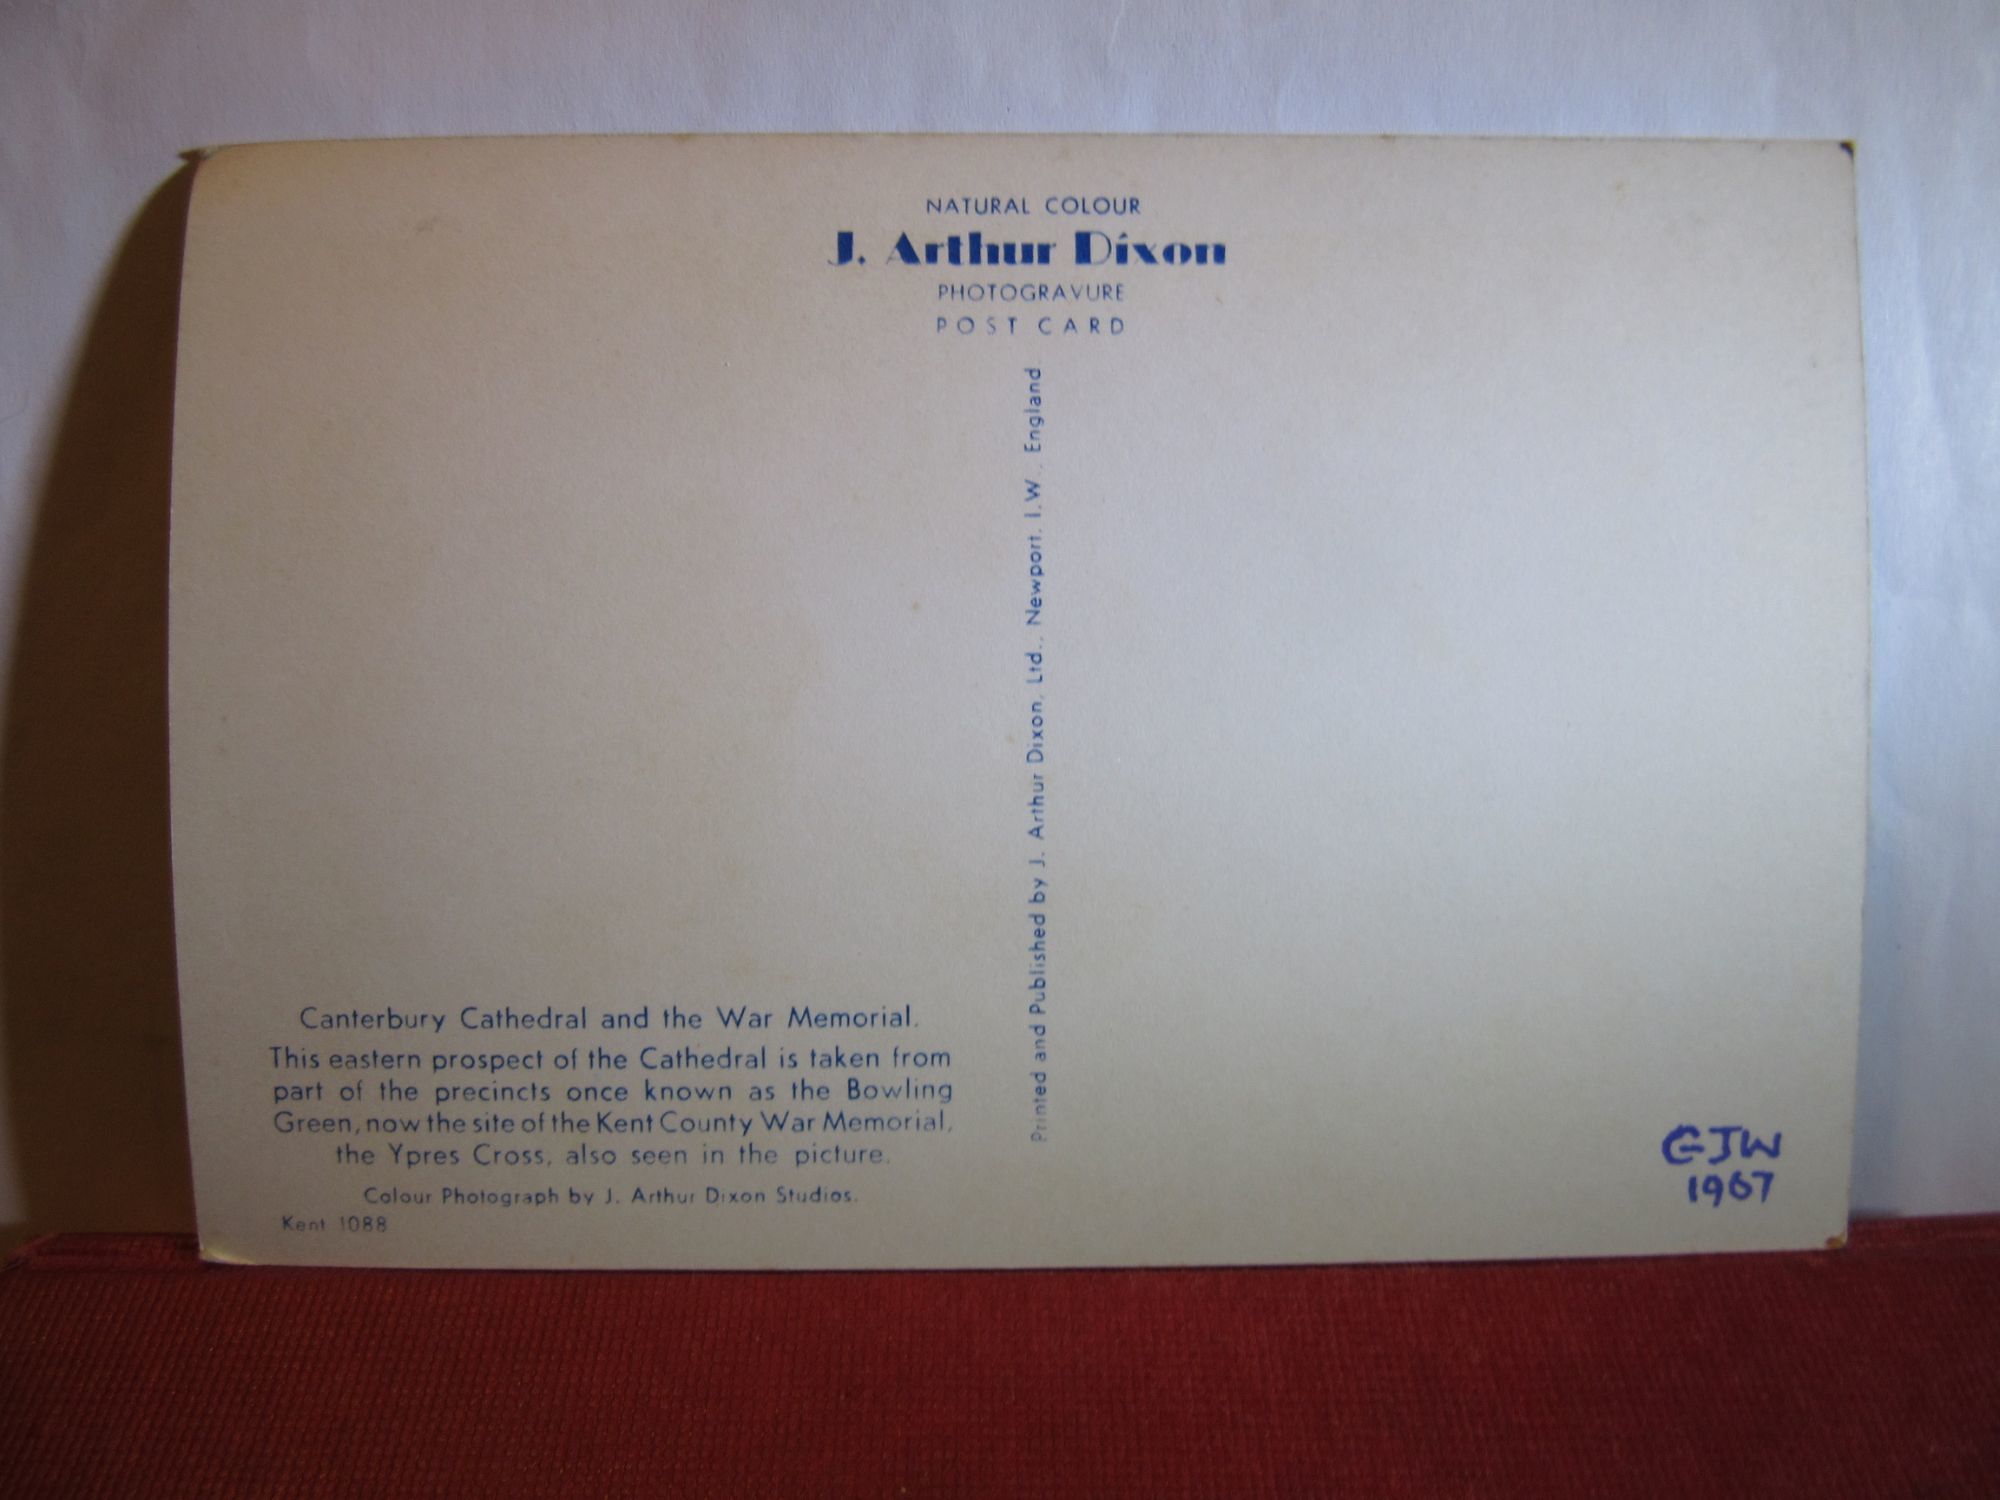 NATURAL COLOUR
J. Arthur Dixon
PHOTOGRAVURE
POST CARD
Printed and Published by J. Arthur Dixon, Ltd., Newport, I.W., England
Canterbury Cathedral and the War Memorial.
This eastern prospect of the Cathedral is taken from
part of the precincts once known as the Bowling
Green, now the site of the Kent County War Memorial,
the Ypres Cross, also seen in the picture.
Colour Photograph by J. Arthur Dixon Studios.
Kent 1088
EJW
1967